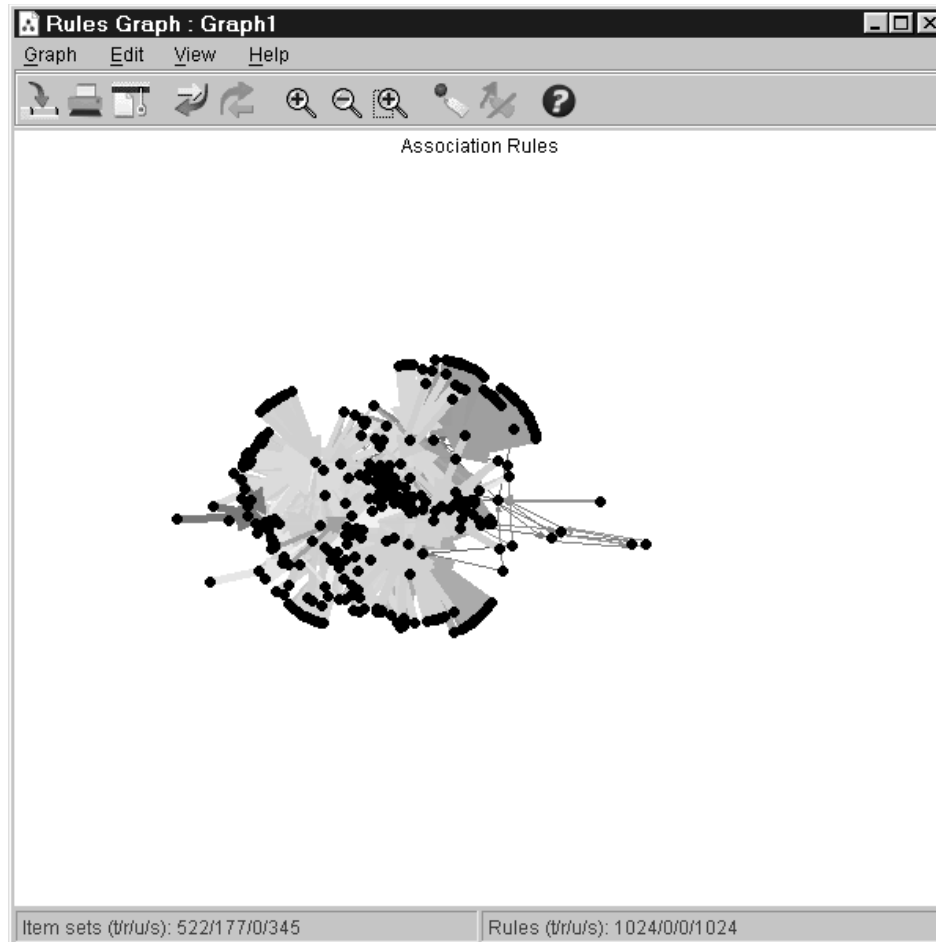 Rules Graph : Graph1
Graph Edit View Help
Association Rules
Item sets (t/r/u/s): 522/177/0/345
Rules (t/r/u/s): 1024/0/0/1024